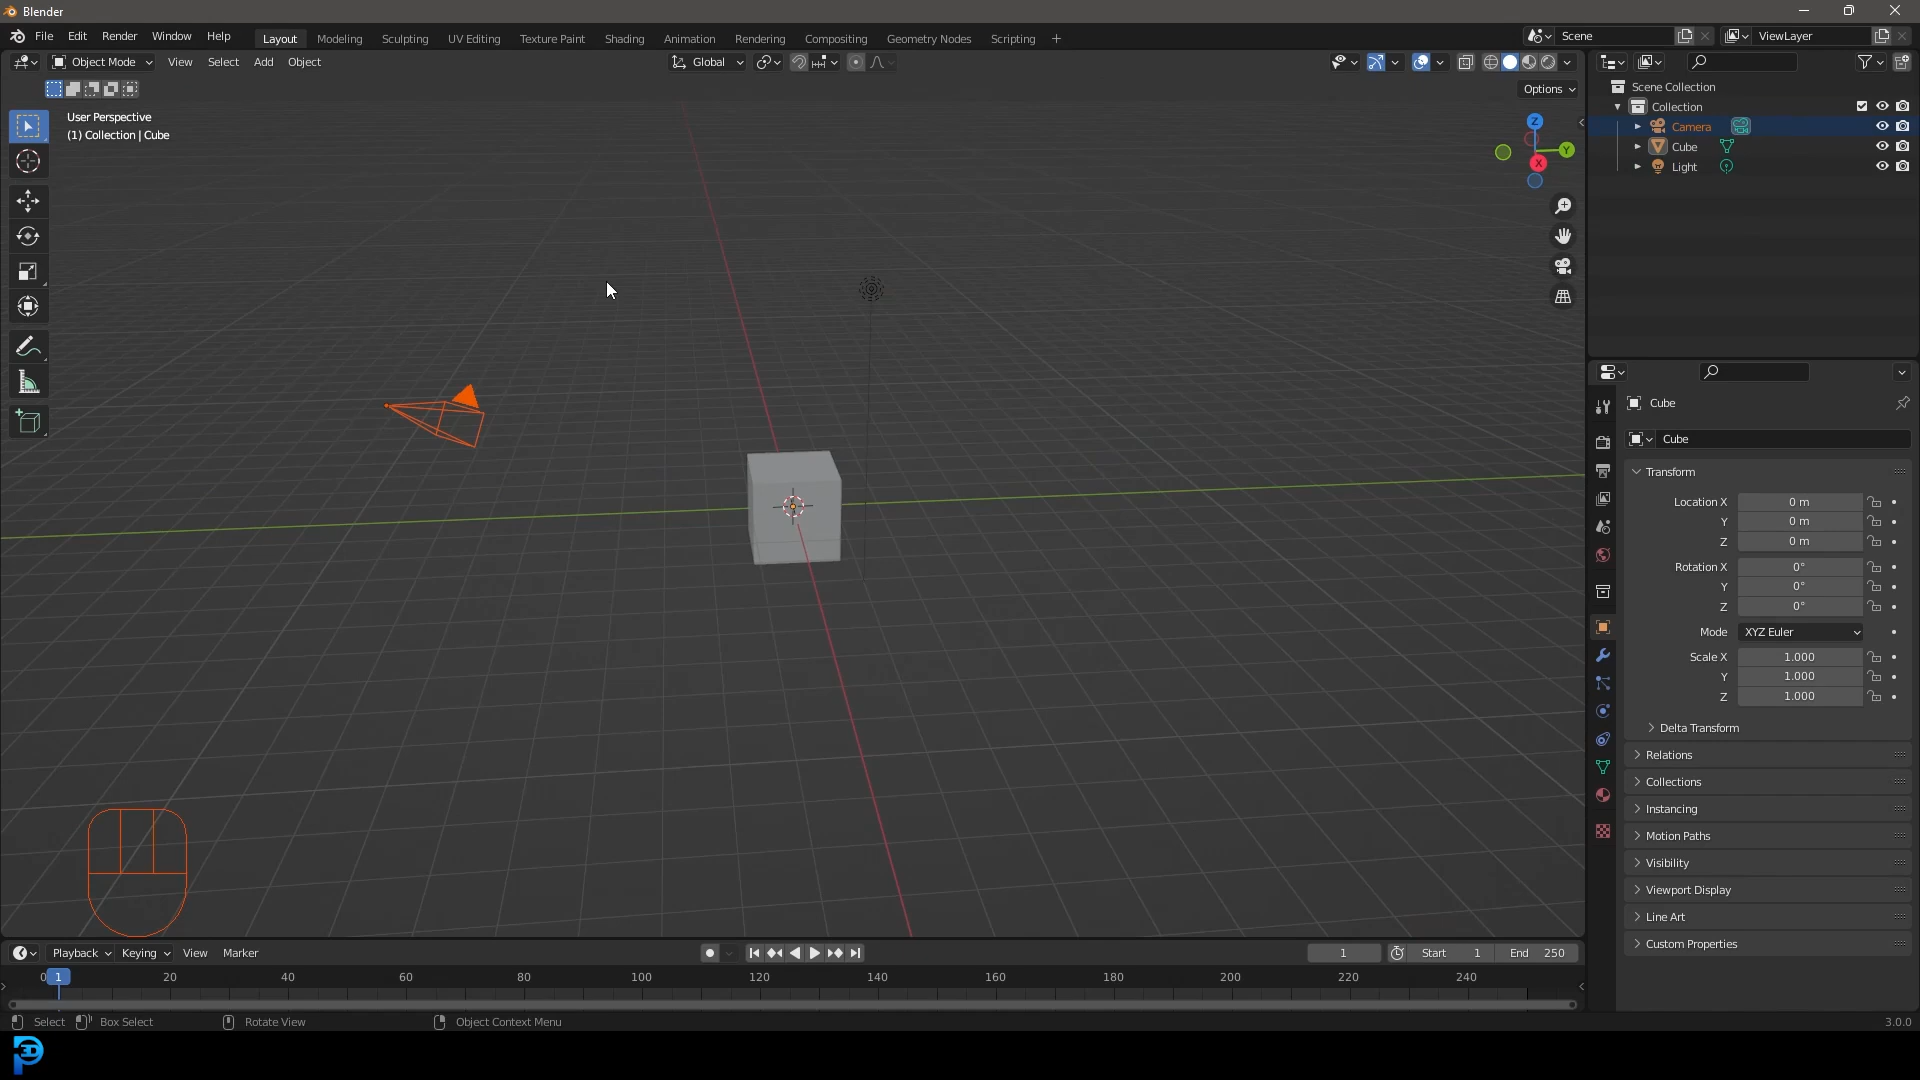 Blender
File Edit Render Window Help Layout Modeling Sculpting UV Editing Texture Paint Shading Animation Rendering Compositing Geometry Nodes Scripting + Scene ViewLayer
Object Mode View Select Add Object Global
Options
User Perspective
(1) Collection | Cube
Z
Y
X
Scene Collection
Collection
Camera
Cube
Light
Cube
Cube
Transform
Location X 0 m
Y 0 m
Z 0 m
Rotation X 0°
Y 0°
Z 0°
Mode XYZ Euler
Scale X 1.000
Y 1.000
Z 1.000
Delta Transform
Relations
Collections
Instancing
Motion Paths
Visibility
Viewport Display
Line Art
Custom Properties
Playback Keying View Marker 1 Start 1 End 250
0 1 20 40 60 80 100 120 140 160 180 200 220 240
Select Box Select Rotate View Object Context Menu 3.0.0
P3D